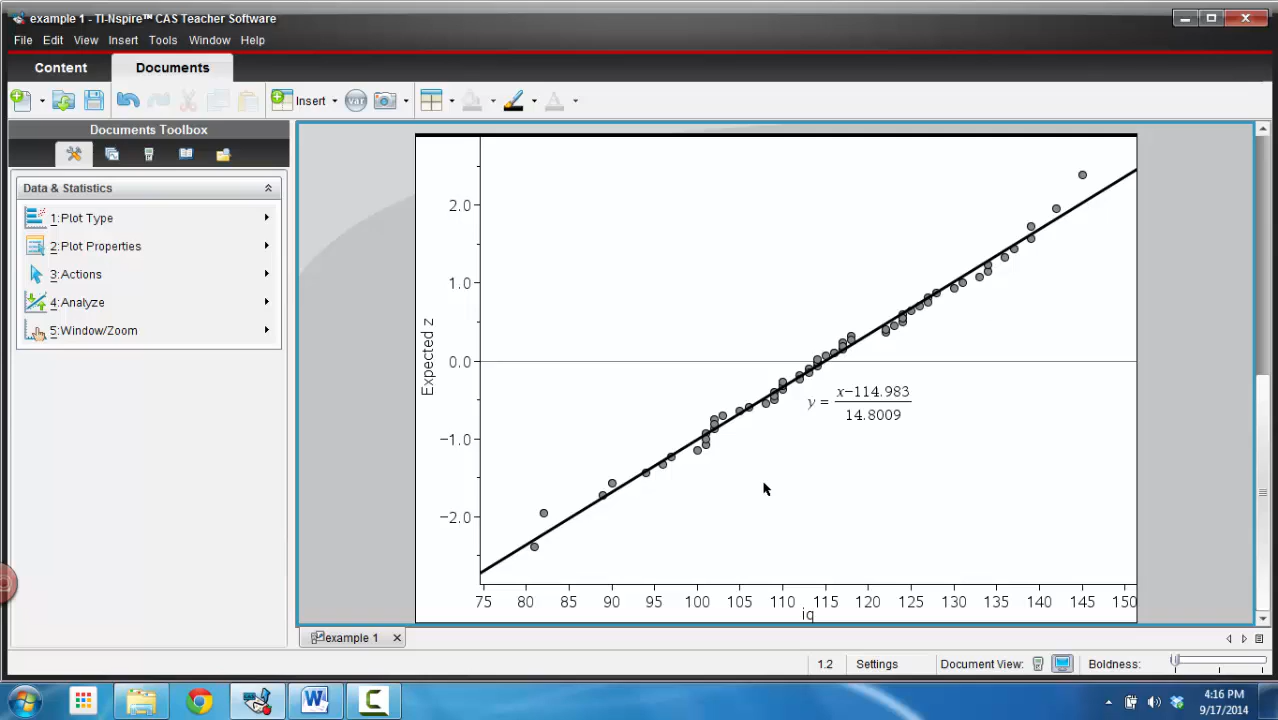 example 1 - TI-Nspire™ CAS Teacher Software
File Edit View Insert Tools Window Help
Content Documents
Insert var
Documents Toolbox
Data & Statistics
1:Plot Type
2:Plot Properties
3:Actions
4:Analyze
5:Window/Zoom
2.0
1.0
0.0
−1.0
−2.0
Expected z
y = x−114.983
14.8009
75 80 85 90 95 100 105 110 115 120 125 130 135 140 145 150
iq
example 1
1.2 Settings Document View: Boldness:
4:16 PM
9/17/2014